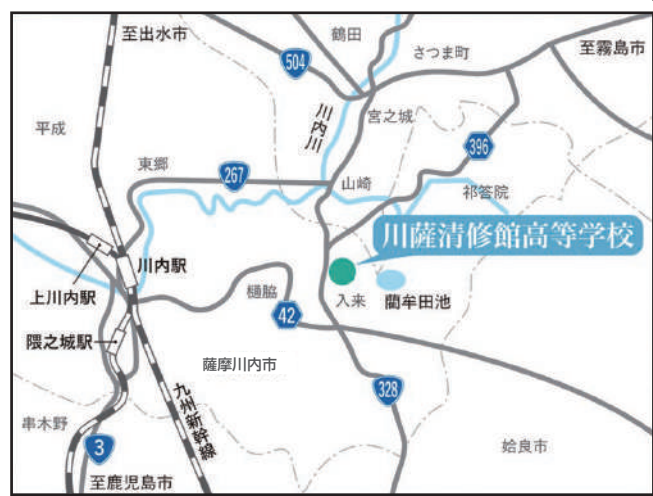 至出水市
鶴田
504
さつま町
至霧島市
川内川
宮之城
平成
396
東郷
267
山崎
祁答院
川薩清修館高等学校
川内駅
上川内駅
樋脇
入来
藺牟田池
42
隈之城駅
薩摩川内市
九州新幹線
328
串木野
3
姶良市
至鹿児島市